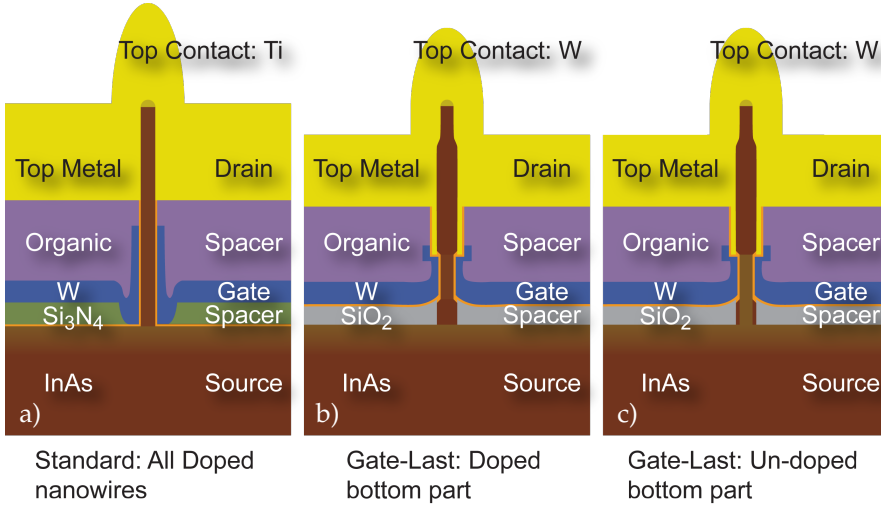 Top Contact: Ti
Top Metal Drain
Organic Spacer
W Gate
Si₃N₄ Spacer
InAs Source
a)
Standard: All Doped
nanowires
Top Contact: W
Top Metal Drain
Organic Spacer
W Gate
SiO₂ Spacer
InAs Source
b)
Gate-Last: Doped
bottom part
Top Contact: W
Top Metal Drain
Organic Spacer
W Gate
SiO₂ Spacer
InAs Source
c)
Gate-Last: Un-doped
bottom part